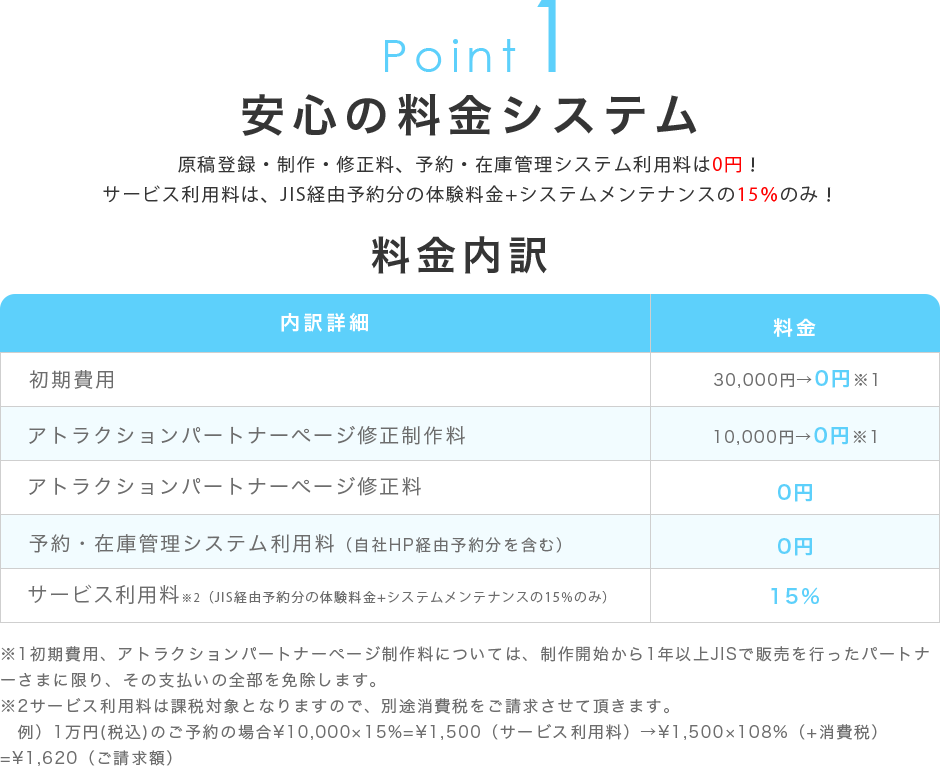 Point 1
安心の料金システム
原稿登録・制作・修正料、予約・在庫管理システム利用料は0円！
サービス利用料は、JIS経由予約分の体験料金+システムメンテナンスの15%のみ！
料金内訳
内訳詳細 料金
初期費用 30,000円→0円※1
アトラクションパートナーページ修正制作料 10,000円→0円※1
アトラクションパートナーページ修正料 0円
予約・在庫管理システム利用料（自社HP経由予約分を含む） 0円
サービス利用料※2（JIS経由予約分の体験料金+システムメンテナンスの15%のみ） 15%
※1初期費用、アトラクションパートナーページ制作料については、制作開始から1年以上JISで販売を行ったパートナ
ーさまに限り、その支払いの全部を免除します。
※2サービス利用料は課税対象となりますので、別途消費税をご請求させて頂きます。
例）1万円(税込)のご予約の場合¥10,000×15%=¥1,500（サービス利用料）→¥1,500×108%（+消費税）
=¥1,620（ご請求額）